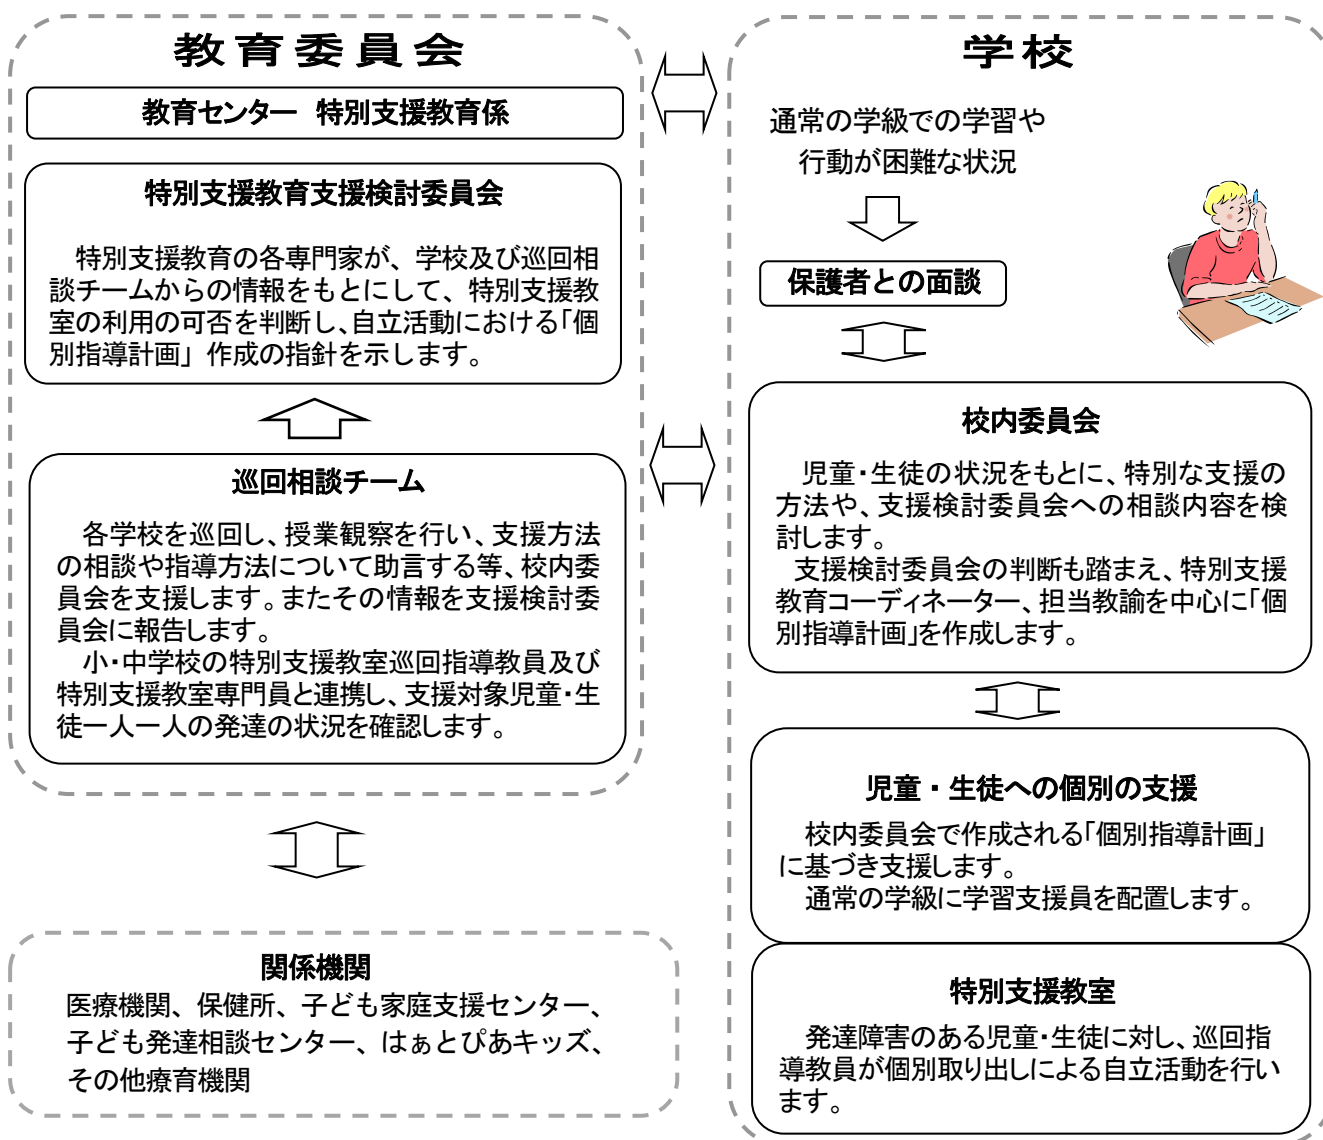 教育委員会
教育センター　特別支援教育係
特別支援教育支援検討委員会
特別支援教育の各専門家が、学校及び巡回相
談チームからの情報をもとにして、特別支援教
室の利用の可否を判断し、自立活動における「個
別指導計画」作成の指針を示します。
巡回相談チーム
各学校を巡回し、授業観察を行い、支援方法
の相談や指導方法について助言する等、校内委
員会を支援します。またその情報を支援検討委
員会に報告します。
小・中学校の特別支援教室巡回指導教員及び
特別支援教室専門員と連携し、支援対象児童・生
徒一人一人の発達の状況を確認します。
関係機関
医療機関、保健所、子ども家庭支援センター、
子ども発達相談センター、はぁとぴあキッズ、
その他療育機関
学校
通常の学級での学習や
行動が困難な状況
保護者との面談
校内委員会
児童・生徒の状況をもとに、特別な支援の
方法や、支援検討委員会への相談内容を検
討します。
支援検討委員会の判断も踏まえ、特別支援
教育コーディネーター、担当教諭を中心に「個
別指導計画」を作成します。
児童・生徒への個別の支援
校内委員会で作成される「個別指導計画」
に基づき支援します。
通常の学級に学習支援員を配置します。
特別支援教室
発達障害のある児童・生徒に対し、巡回指
導教員が個別取り出しによる自立活動を行い
ます。